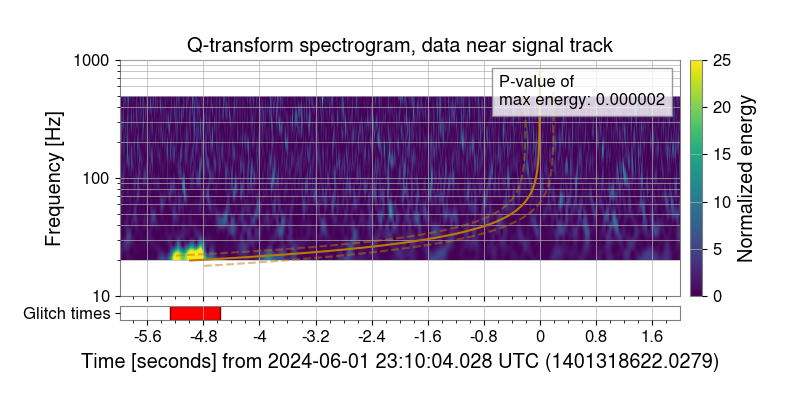 Q-transform spectrogram, data near signal track
P-value of
max energy: 0.000002
Frequency [Hz]
1000
100
10
Normalized energy
25
20
15
10
5
0
Glitch times
-5.6 -4.8 -4 -3.2 -2.4 -1.6 -0.8 0 0.8 1.6
Time [seconds] from 2024-06-01 23:10:04.028 UTC (1401318622.0279)